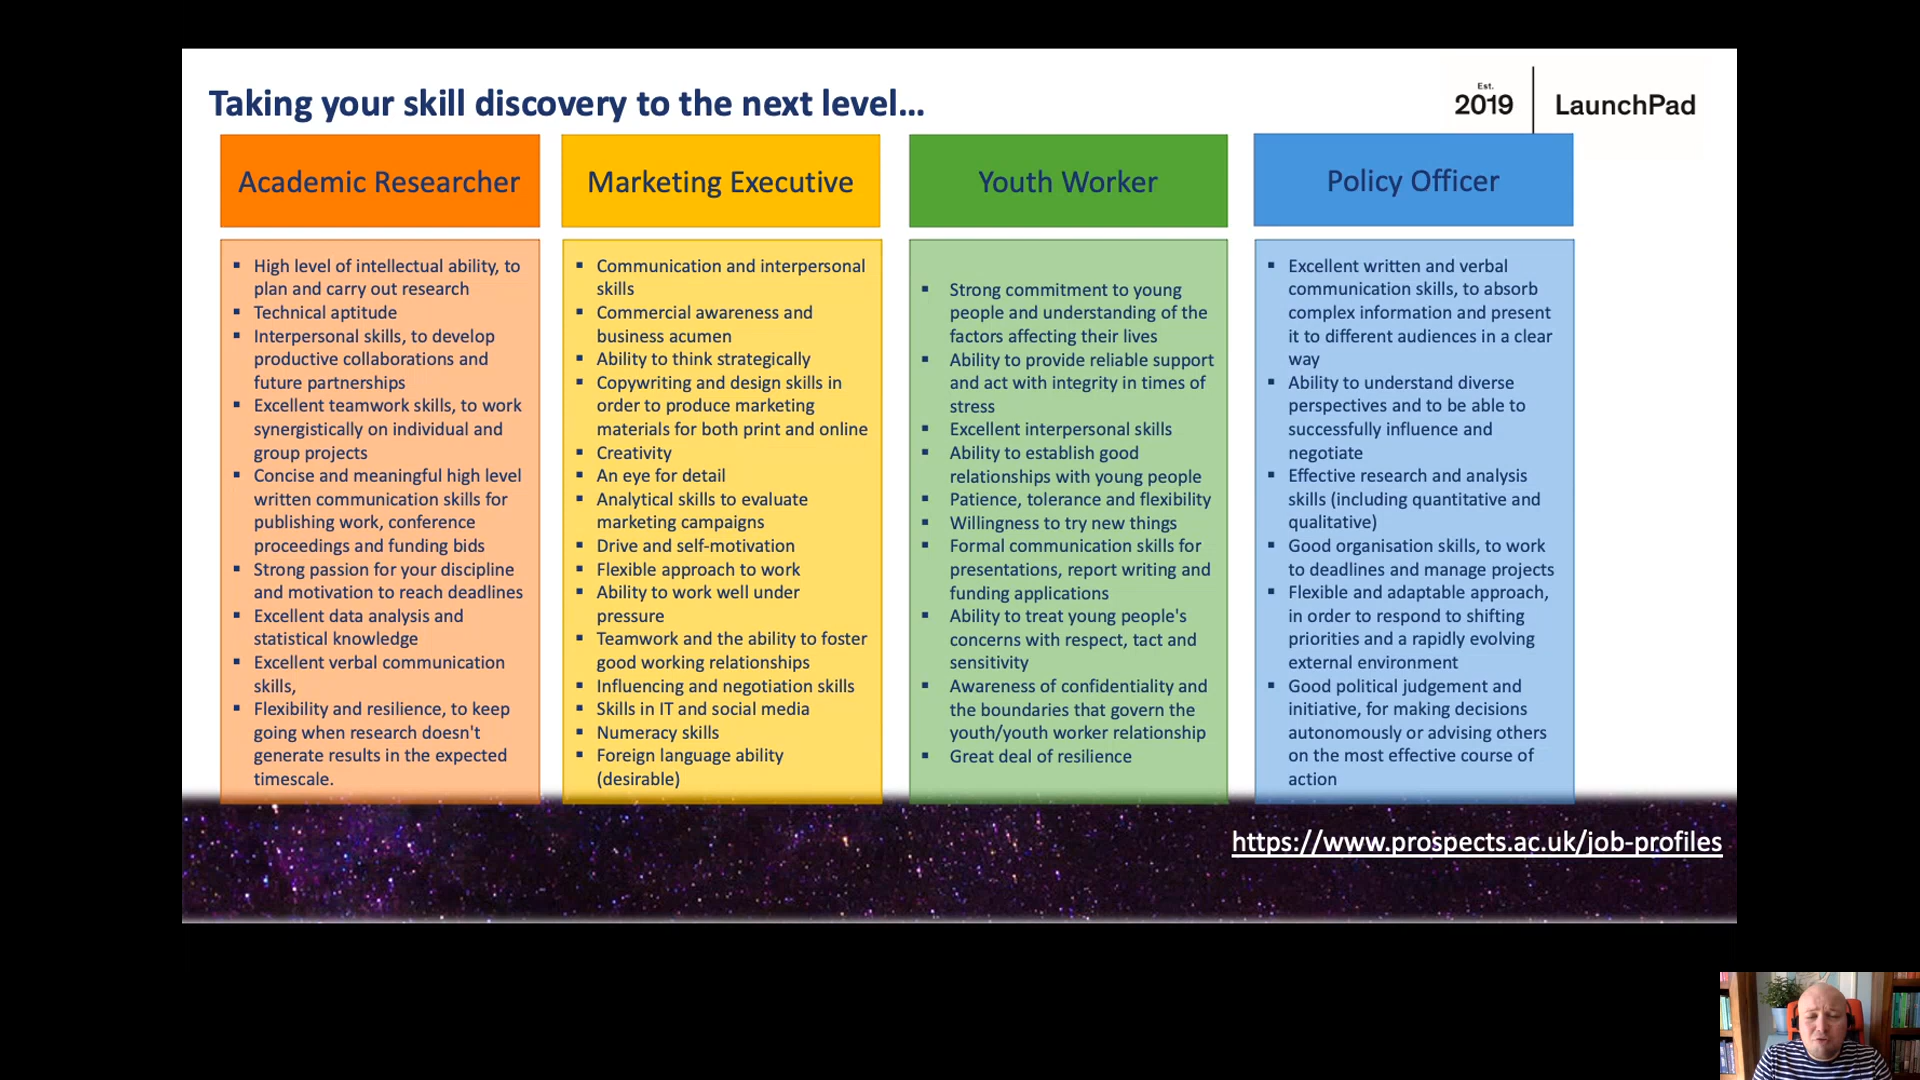 Taking your skill discovery to the next level...
Est.
2019
LaunchPad
Academic Researcher
▪ High level of intellectual ability, to
plan and carry out research
▪ Technical aptitude
▪ Interpersonal skills, to develop
productive collaborations and
future partnerships
▪ Excellent teamwork skills, to work
synergistically on individual and
group projects
▪ Concise and meaningful high level
written communication skills for
publishing work, conference
proceedings and funding bids
▪ Strong passion for your discipline
and motivation to reach deadlines
▪ Excellent data analysis and
statistical knowledge
▪ Excellent verbal communication
skills,
▪ Flexibility and resilience, to keep
going when research doesn't
generate results in the expected
timescale.
Marketing Executive
▪ Communication and interpersonal
skills
▪ Commercial awareness and
business acumen
▪ Ability to think strategically
▪ Copywriting and design skills in
order to produce marketing
materials for both print and online
▪ Creativity
▪ An eye for detail
▪ Analytical skills to evaluate
marketing campaigns
▪ Drive and self-motivation
▪ Flexible approach to work
▪ Ability to work well under
pressure
▪ Teamwork and the ability to foster
good working relationships
▪ Influencing and negotiation skills
▪ Skills in IT and social media
▪ Numeracy skills
▪ Foreign language ability
(desirable)
Youth Worker
▪ Strong commitment to young
people and understanding of the
factors affecting their lives
▪ Ability to provide reliable support
and act with integrity in times of
stress
▪ Excellent interpersonal skills
▪ Ability to establish good
relationships with young people
▪ Patience, tolerance and flexibility
▪ Willingness to try new things
▪ Formal communication skills for
presentations, report writing and
funding applications
▪ Ability to treat young people's
concerns with respect, tact and
sensitivity
▪ Awareness of confidentiality and
the boundaries that govern the
youth/youth worker relationship
▪ Great deal of resilience
Policy Officer
▪ Excellent written and verbal
communication skills, to absorb
complex information and present
it to different audiences in a clear
way
▪ Ability to understand diverse
perspectives and to be able to
successfully influence and
negotiate
▪ Effective research and analysis
skills (including quantitative and
qualitative)
▪ Good organisation skills, to work
to deadlines and manage projects
▪ Flexible and adaptable approach,
in order to respond to shifting
priorities and a rapidly evolving
external environment
▪ Good political judgement and
initiative, for making decisions
autonomously or advising others
on the most effective course of
action
https://www.prospects.ac.uk/job-profiles